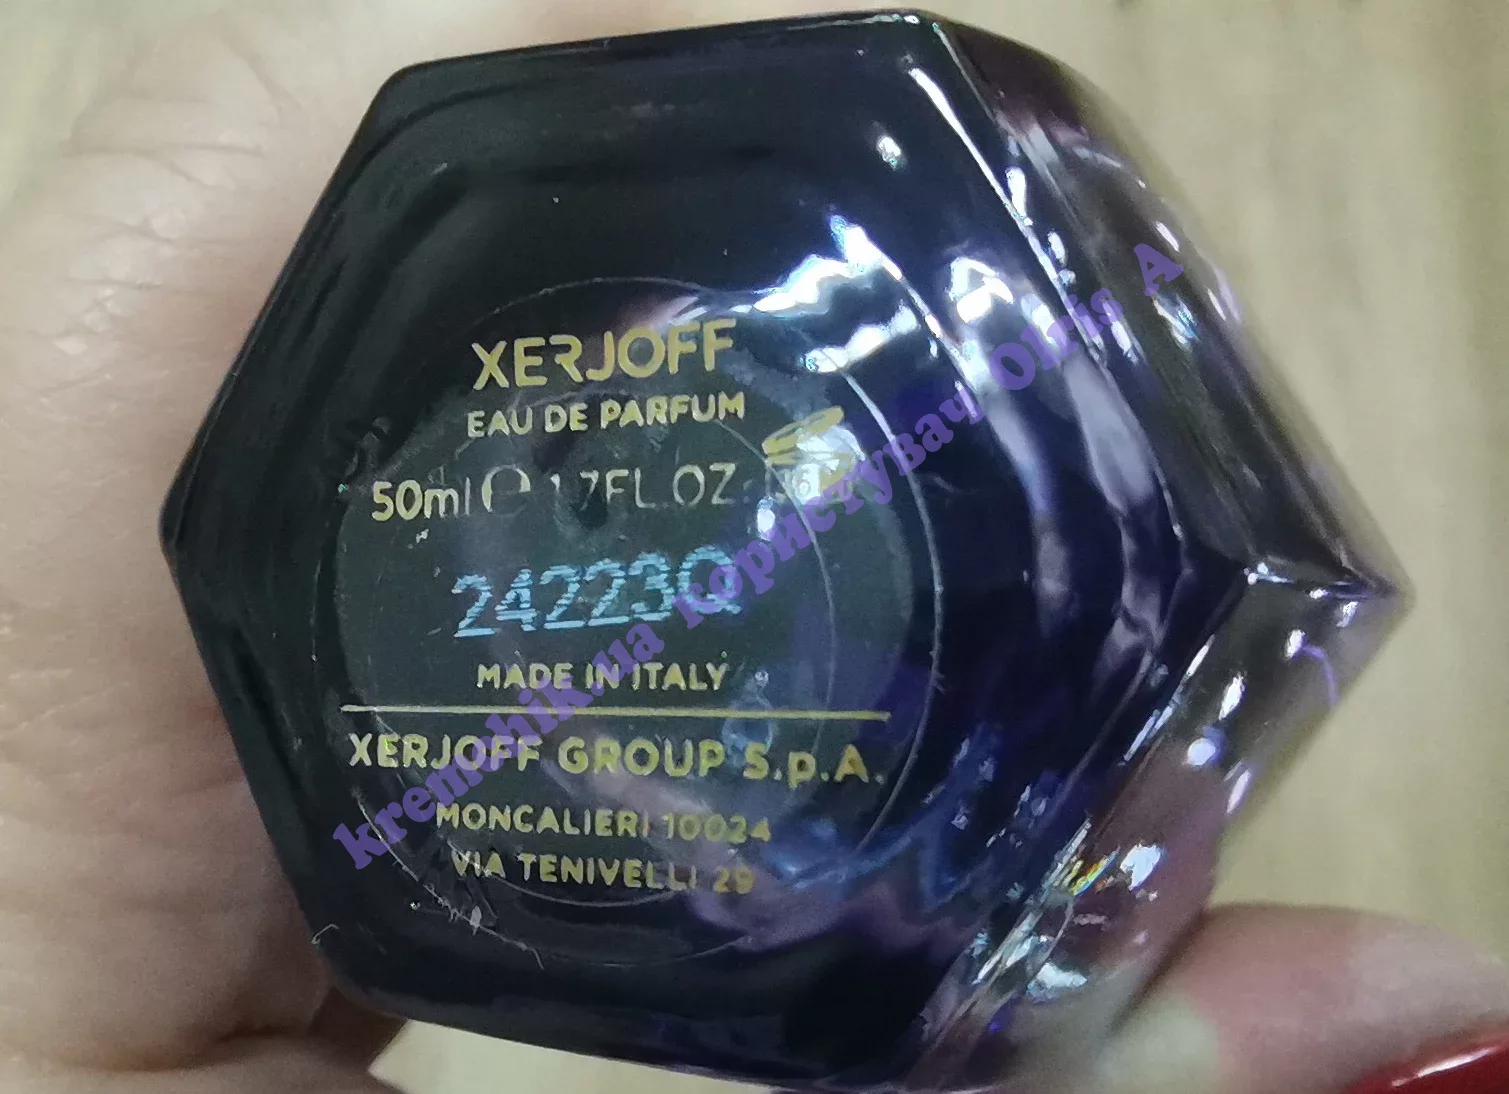 XERJOFF
EAU DE PARFUM
50ml ℮ 1.7FL.OZ.
24223Q
MADE IN ITALY
XERJOFF GROUP S.p.A.
MONCALIERI 10024
VIA TENIVELLI 29
kremchik.ua користувач Oliris A